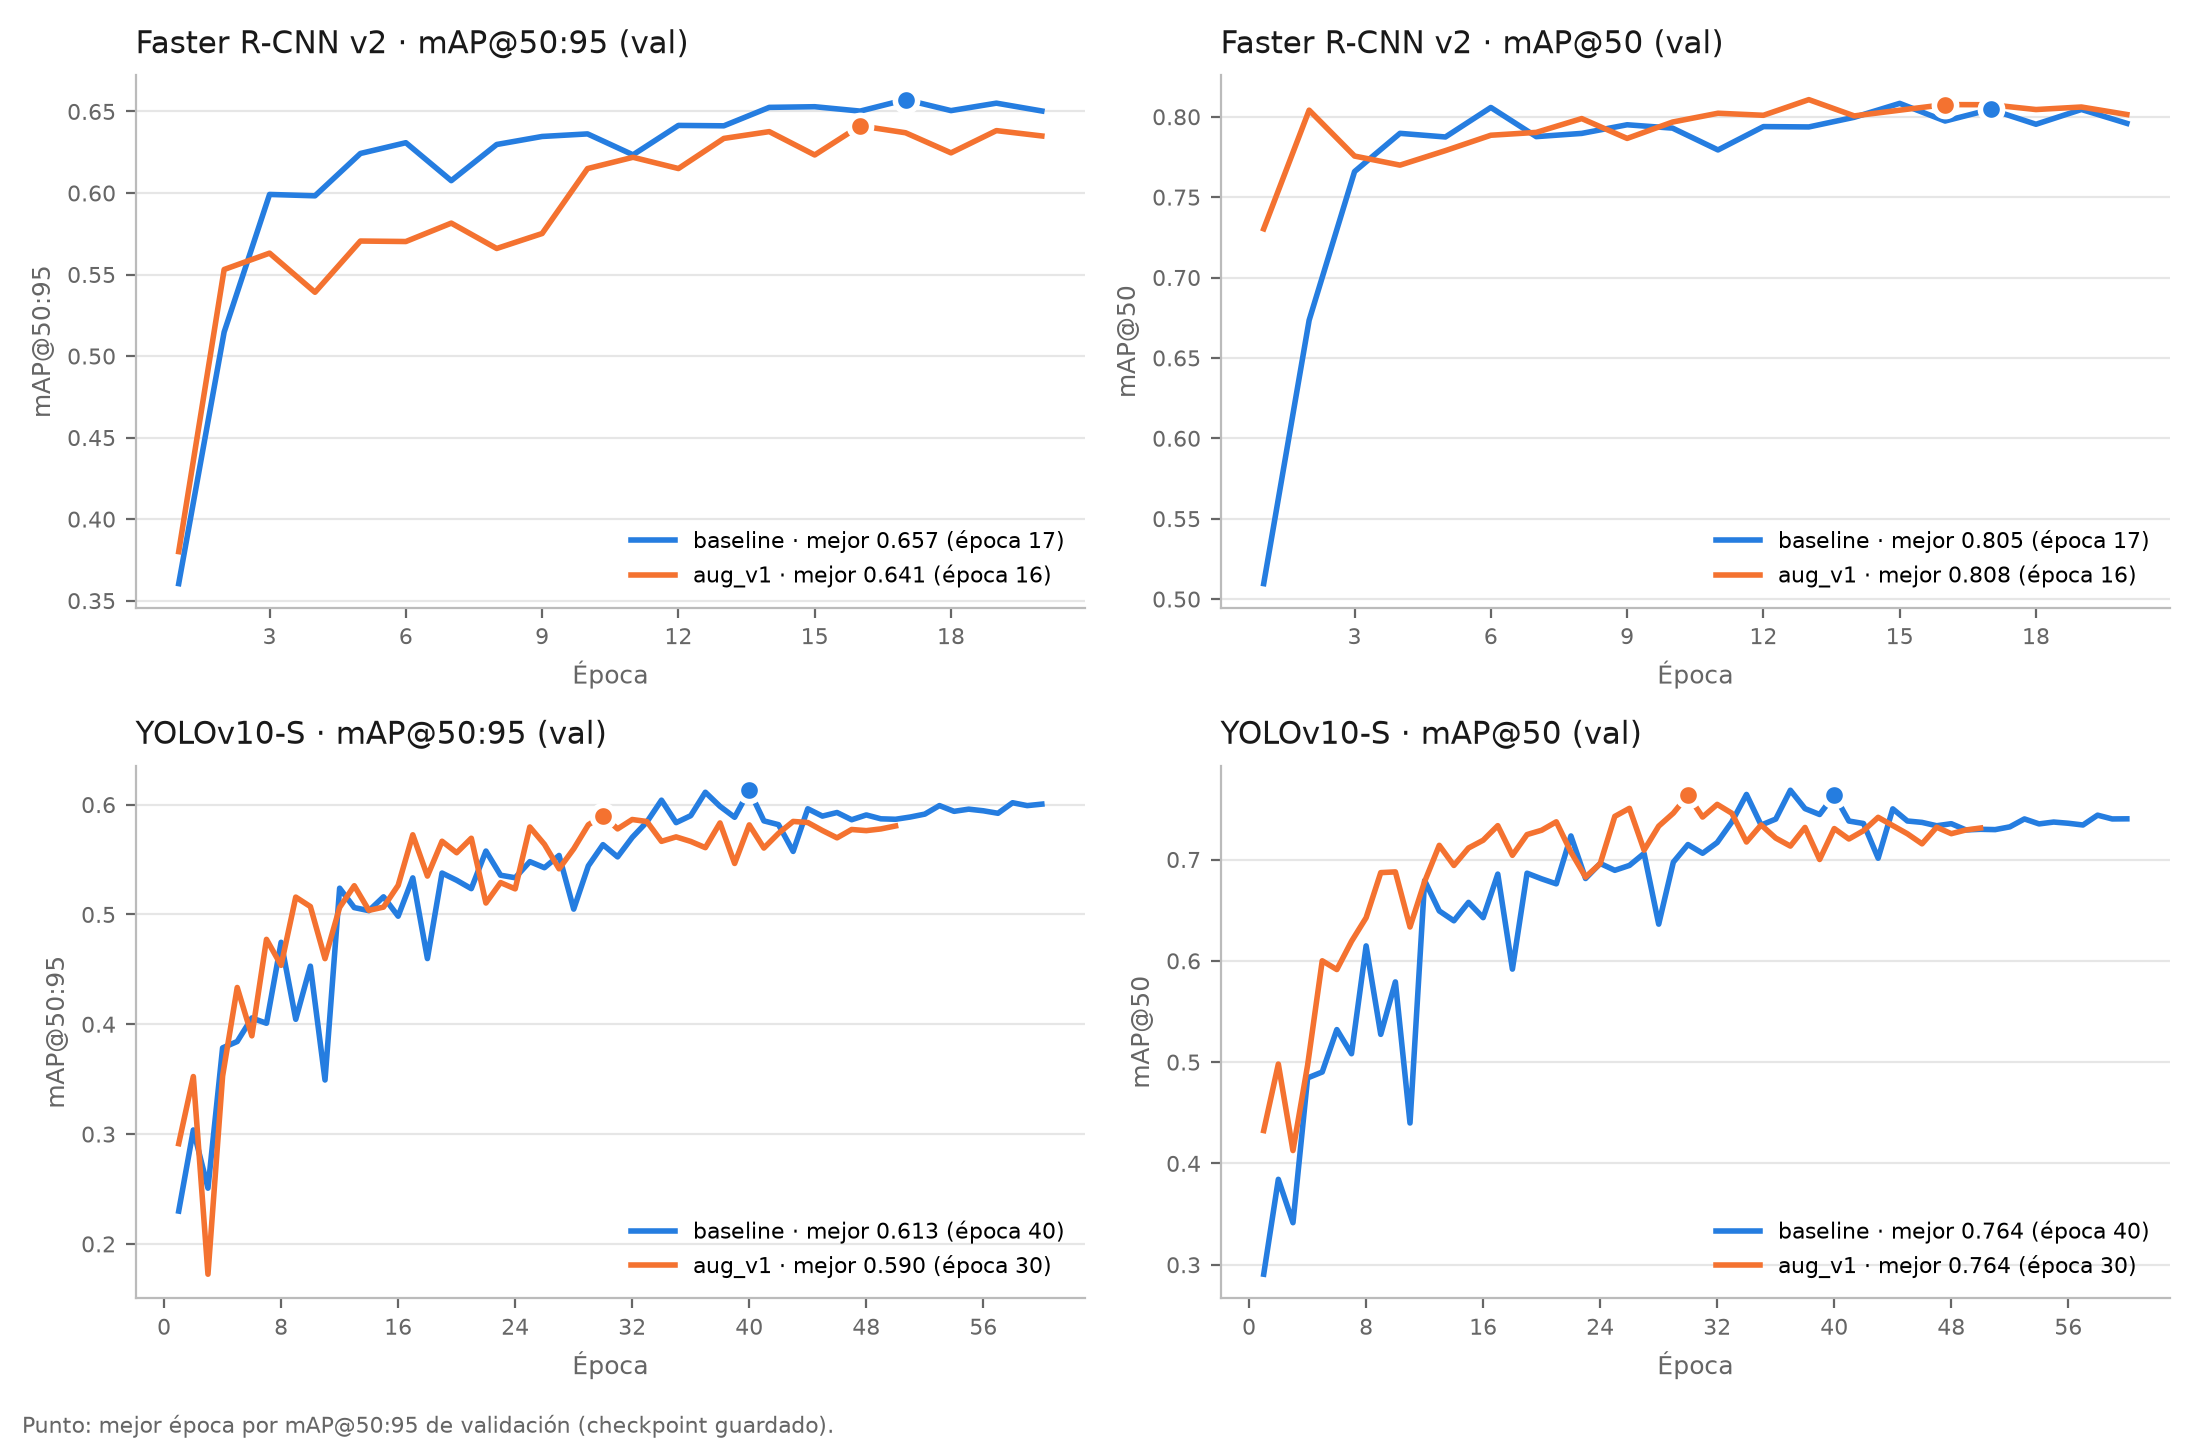 Faster R-CNN v2 · mAP@50:95 (val)
mAP@50:95
0.65
0.60
0.55
0.50
0.45
0.40
0.35
baseline · mejor 0.657 (época 17)
aug_v1 · mejor 0.641 (época 16)
3 6 9 12 15 18
Época
Faster R-CNN v2 · mAP@50 (val)
mAP@50
0.80
0.75
0.70
0.65
0.60
0.55
0.50
baseline · mejor 0.805 (época 17)
aug_v1 · mejor 0.808 (época 16)
3 6 9 12 15 18
Época
YOLOv10-S · mAP@50:95 (val)
mAP@50:95
0.6
0.5
0.4
0.3
0.2
baseline · mejor 0.613 (época 40)
aug_v1 · mejor 0.590 (época 30)
0 8 16 24 32 40 48 56
Época
YOLOv10-S · mAP@50 (val)
mAP@50
0.7
0.6
0.5
0.4
0.3
baseline · mejor 0.764 (época 40)
aug_v1 · mejor 0.764 (época 30)
0 8 16 24 32 40 48 56
Época
Punto: mejor época por mAP@50:95 de validación (checkpoint guardado).